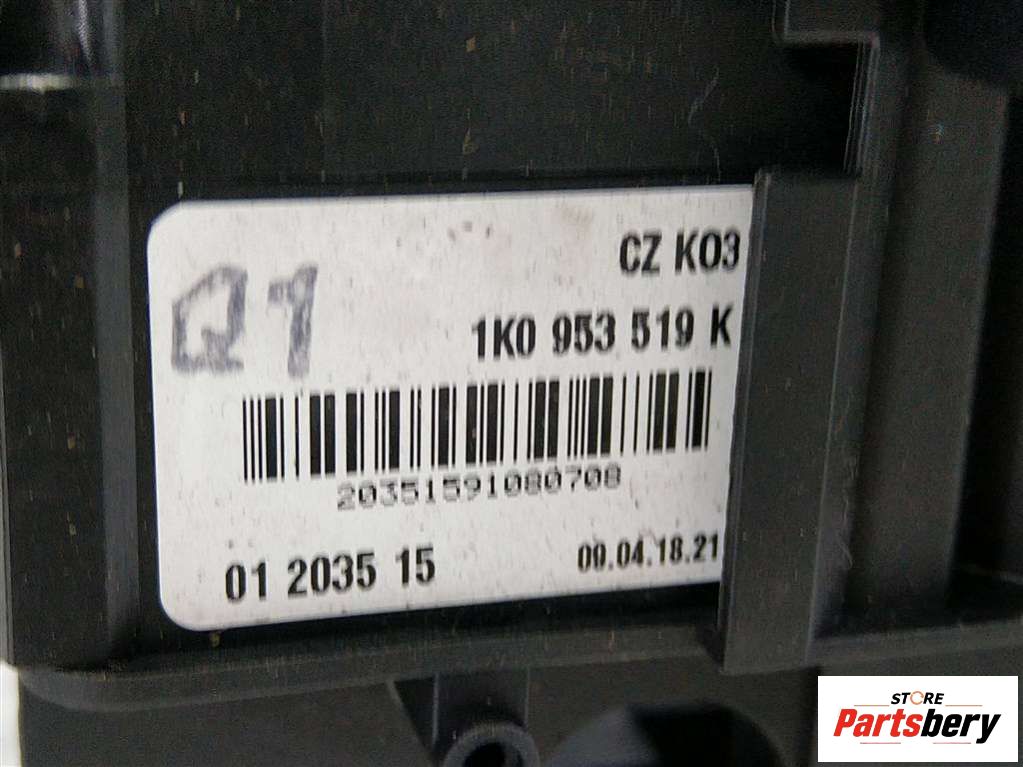 CZ K03
Q1
1K0 953 519 K
20351591080708
01 2035 15
09.04.18.21
STORE
Partsbery